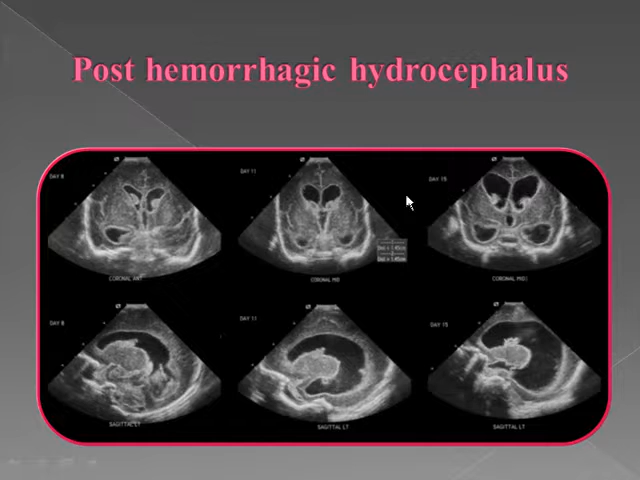 Post hemorrhagic hydrocephalus
DAY 8
DAY 11
DAY 15
CORONAL ANT
CORONAL MID
CORONAL MID
DAY 8
DAY 11
DAY 15
SAGITTAL LT
SAGITTAL LT
SAGITTAL LT